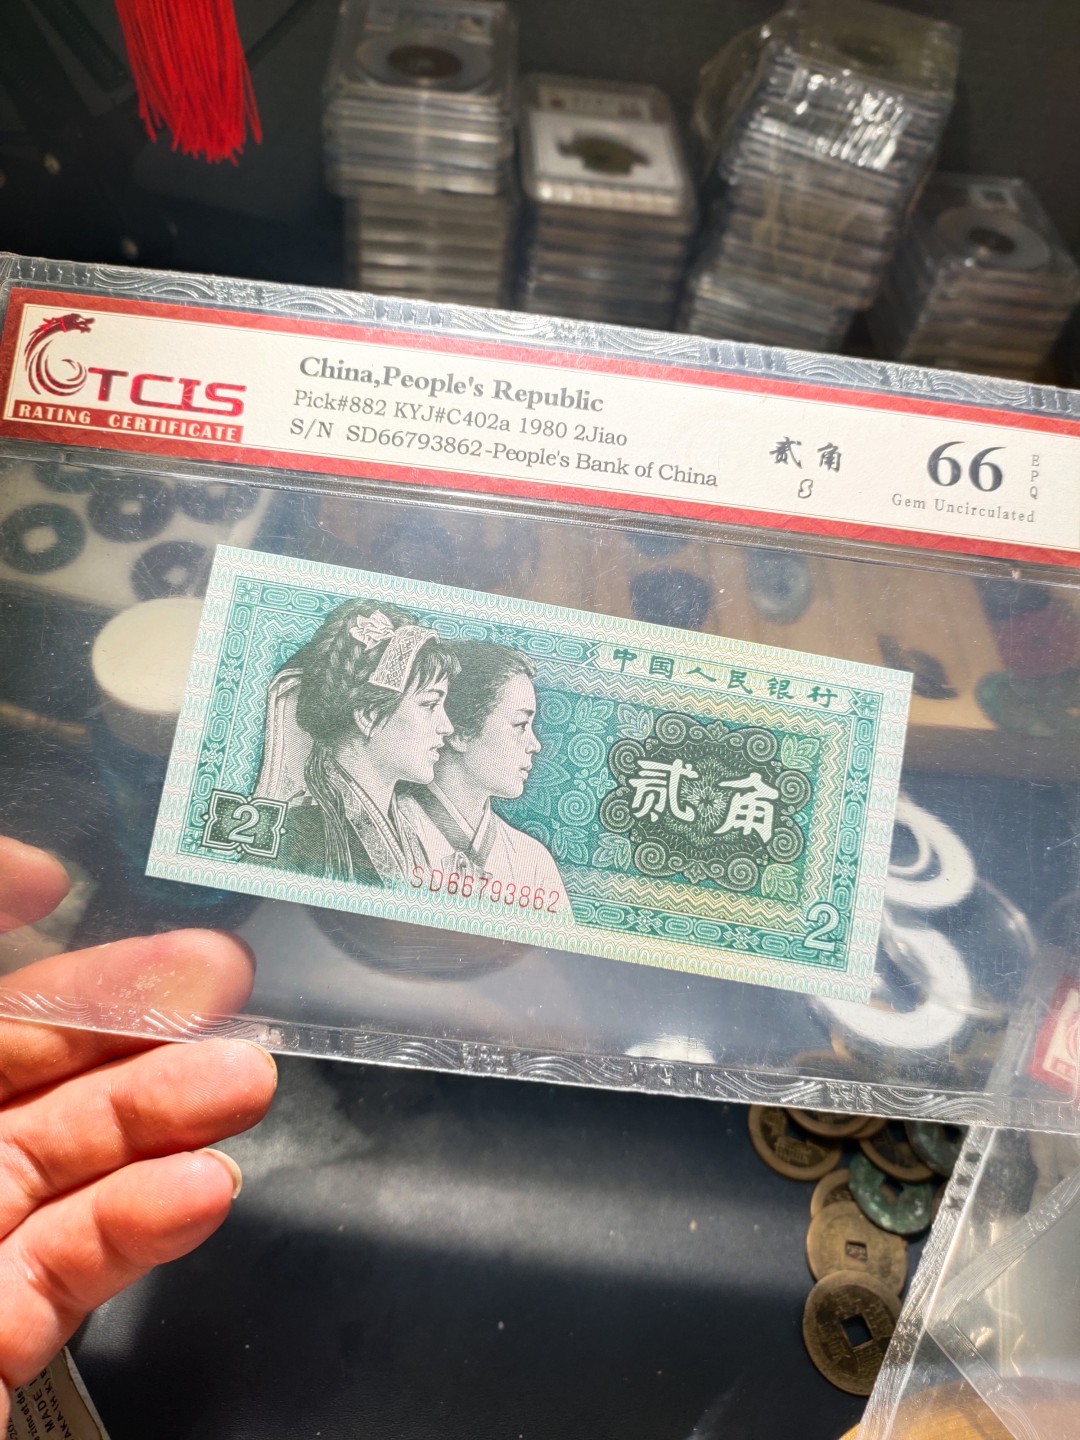 TCIS
RATING CERTIFICATE
China,People's Republic
Pick#882 KYJ#C402a 1980 2Jiao
S/N SD66793862-People's Bank of China
贰角
66
EPQ
Gem Uncirculated
中国人民银行
贰角
2
SD66793862
2
MADE